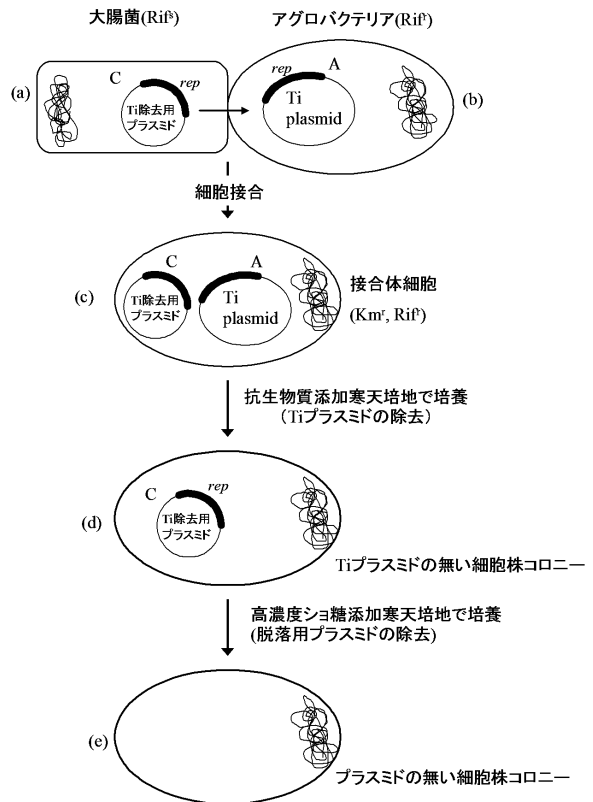 大腸菌(Rifˢ)
アグロバクテリア(Rifʳ)
(a)
C
rep
Ti除去用
プラスミド
rep
A
Ti
plasmid
(b)
細胞接合
(c)
C
Ti除去用
プラスミド
A
Ti
plasmid
接合体細胞
(Kmʳ, Rifʳ)
抗生物質添加寒天培地で培養
(Tiプラスミドの除去)
(d)
C
rep
Ti除去用
プラスミド
Tiプラスミドの無い細胞株コロニー
高濃度ショ糖添加寒天培地で培養
(脱落用プラスミドの除去)
(e)
プラスミドの無い細胞株コロニー